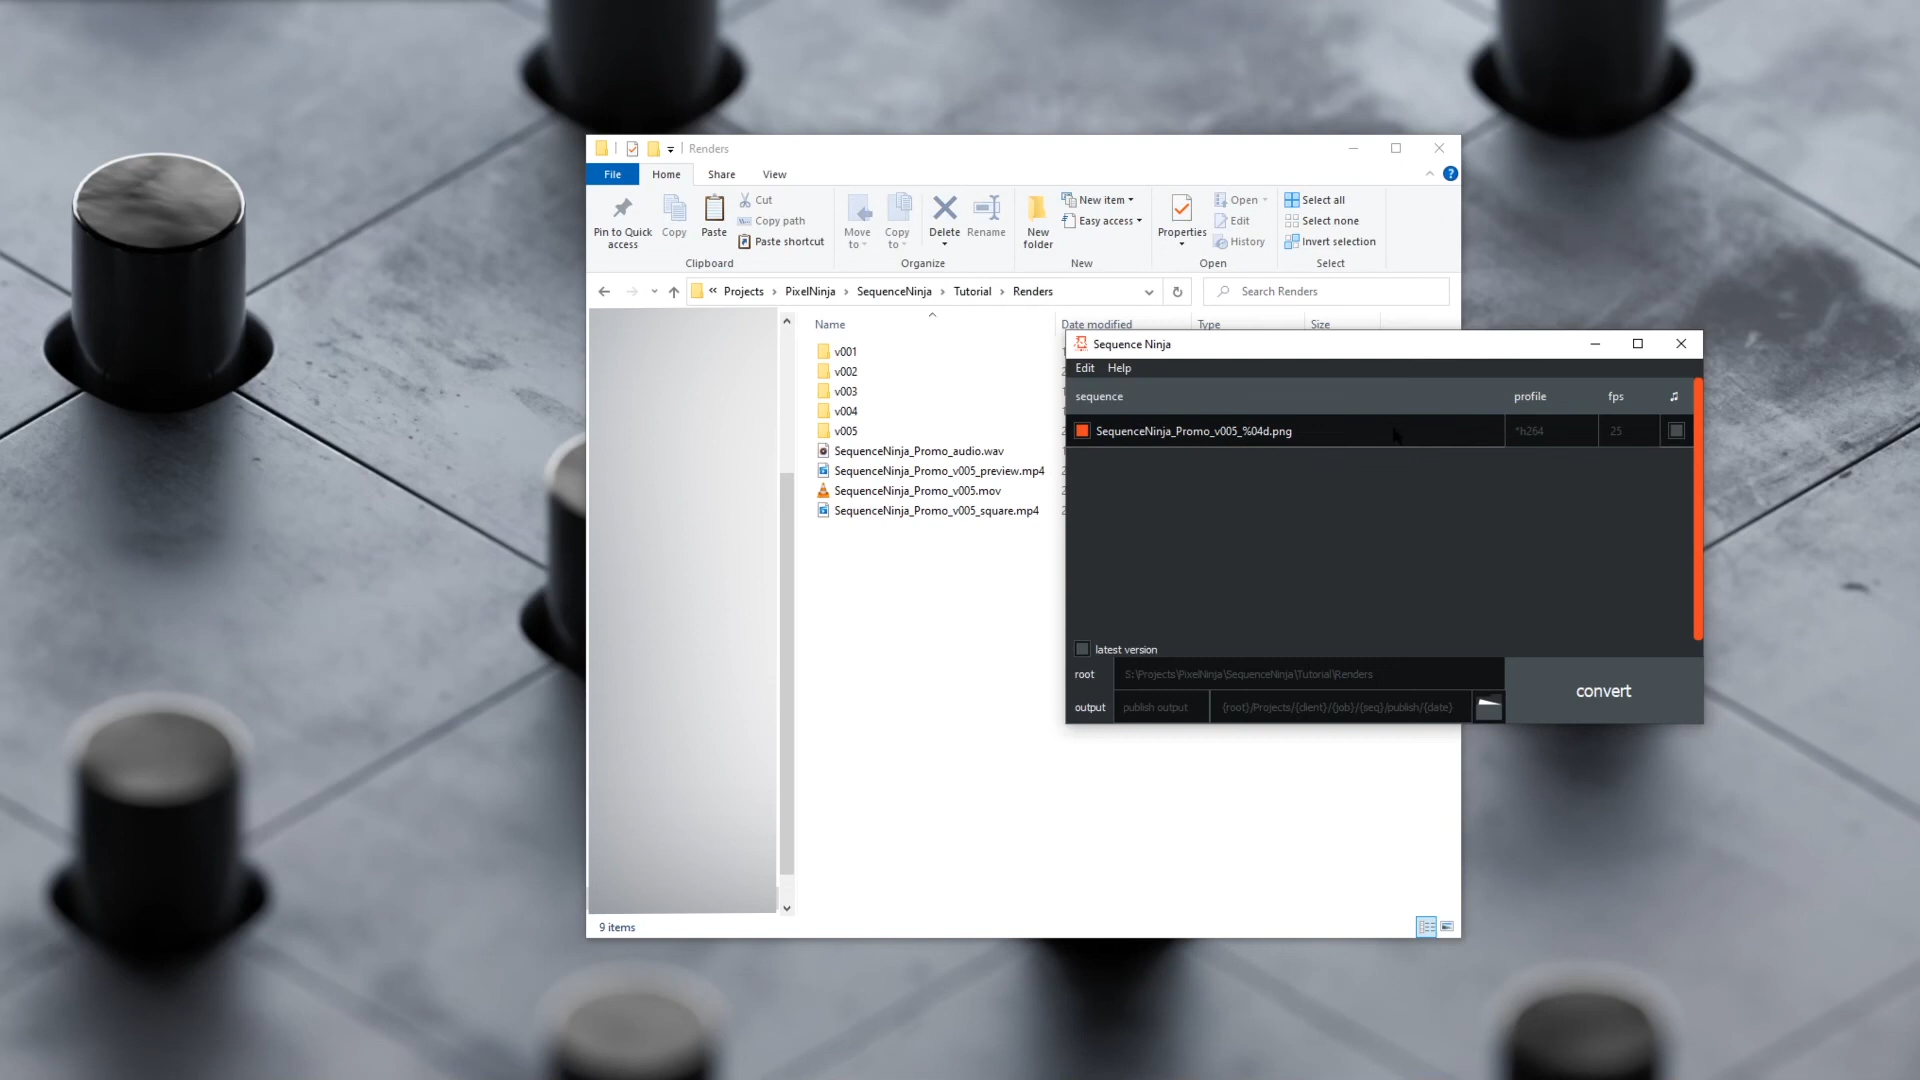 Renders
File Home Share View
Pin to Quick access
Copy
Paste
Cut
Copy path
Paste shortcut
Clipboard
Move to
Copy to
Delete
Rename
Organize
New folder
New item
Easy access
New
Properties
Open
Edit
History
Open
Select all
Select none
Invert selection
Select
« Projects › PixelNinja › SequenceNinja › Tutorial › Renders
Search Renders
Name Date modified Type Size
v001
v002
v003
v004
v005
SequenceNinja_Promo_audio.wav
SequenceNinja_Promo_v005_preview.mp4
SequenceNinja_Promo_v005.mov
SequenceNinja_Promo_v005_square.mp4
9 items
Sequence Ninja
Edit Help
sequence profile fps ♫
SequenceNinja_Promo_v005_%04d.png *h264 25
latest version
root S:\Projects\PixelNinja\SequenceNinja\Tutorial\Renders
output publish output {root}/Projects/{client}/{job}/{seq}/publish/{date}
convert